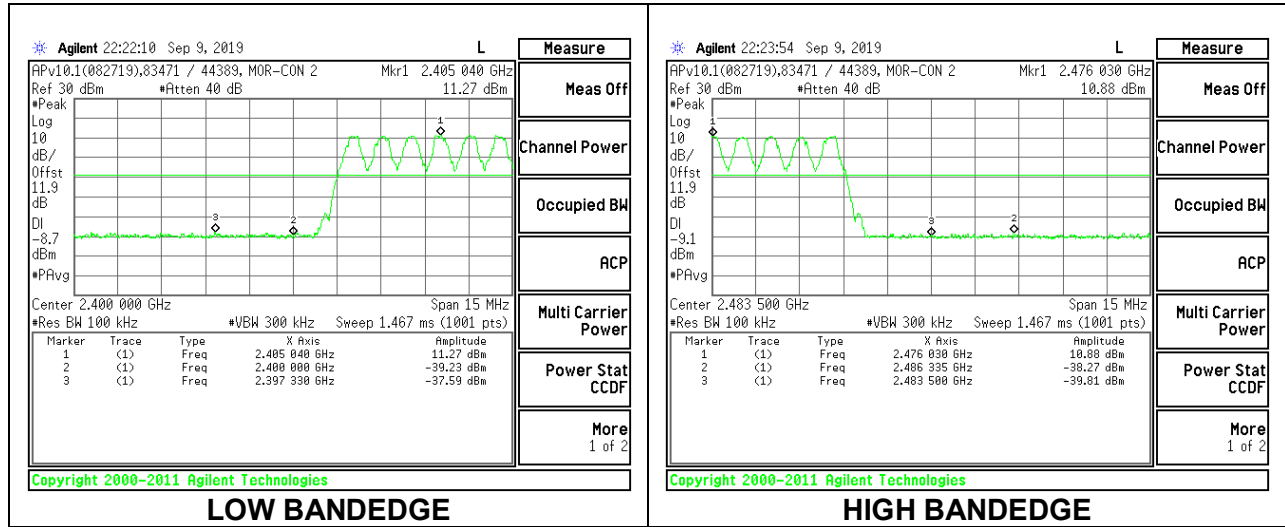 Agilent 22:22:10 Sep 9, 2019 L
APv10.1(082719),83471 / 44389, MOR-CON 2 Mkr1 2.405 040 GHz
Ref 30 dBm #Atten 40 dB 11.27 dBm
#Peak
Log
10
dB/
Offst
11.9
dB
DI
-8.7
dBm
#PAvg
1
3
2
Center 2.400 000 GHz Span 15 MHz
#Res BW 100 kHz #VBW 300 kHz Sweep 1.467 ms (1001 pts)
Marker Trace Type X Axis Amplitude
1 (1) Freq 2.405 040 GHz 11.27 dBm
2 (1) Freq 2.400 000 GHz -39.23 dBm
3 (1) Freq 2.397 330 GHz -37.59 dBm
Measure
Meas Off
Channel Power
Occupied BW
ACP
Multi Carrier
Power
Power Stat
CCDF
More
1 of 2
Copyright 2000-2011 Agilent Technologies
LOW BANDEDGE
Agilent 22:23:54 Sep 9, 2019 L
APv10.1(082719),83471 / 44389, MOR-CON 2 Mkr1 2.476 030 GHz
Ref 30 dBm #Atten 40 dB 10.88 dBm
#Peak
Log
10
dB/
Offst
11.9
dB
DI
-9.1
dBm
#PAvg
1
3
2
Center 2.483 500 GHz Span 15 MHz
#Res BW 100 kHz #VBW 300 kHz Sweep 1.467 ms (1001 pts)
Marker Trace Type X Axis Amplitude
1 (1) Freq 2.476 030 GHz 10.88 dBm
2 (1) Freq 2.486 335 GHz -38.27 dBm
3 (1) Freq 2.483 500 GHz -39.81 dBm
Measure
Meas Off
Channel Power
Occupied BW
ACP
Multi Carrier
Power
Power Stat
CCDF
More
1 of 2
Copyright 2000-2011 Agilent Technologies
HIGH BANDEDGE